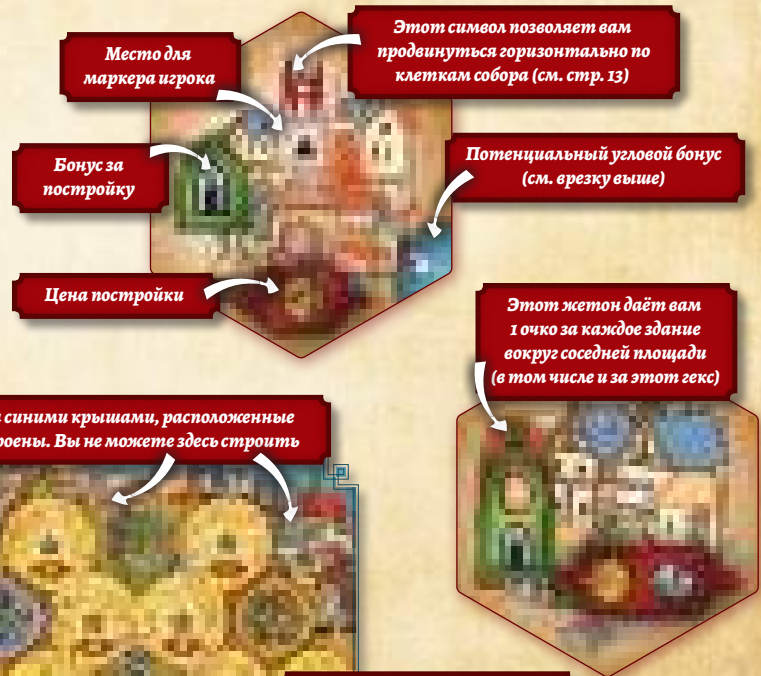 Этот символ позволяет вам
продвинуться горизонтально по
клеткам собора (см. стр. 13)
Место для
маркера игрока
Бонус за
постройку
Потенциальный угловой бонус
(см. врезку выше)
Цена постройки
Этот жетон даёт вам
1 очко за каждое здание
вокруг соседней площади
(в том числе и за этот гекс)
синими крышами, расположенные
Вы не можете здесь строить